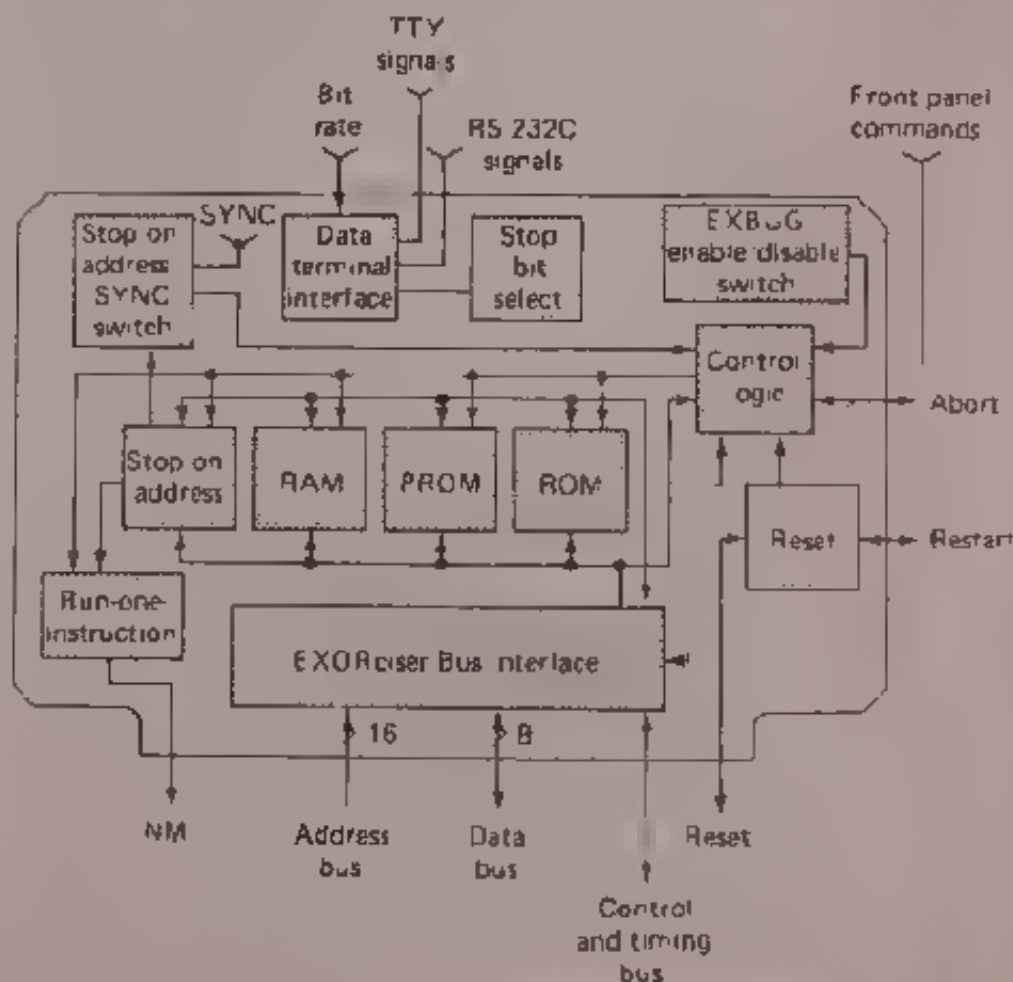 TTY
signals
Bit
rate
RS 232C
signals
Front panel
commands
SYNC
Stop on
address
SYNC
switch
Data
terminal
interface
Stop
bit
select
EXBUG
enable/disable
switch
Control
logic
Abort
Stop on
address
RAM
PROM
ROM
Reset
Restart
Run-one-
instruction
EXORciser Bus Interface
16
8
NM
Address
bus
Data
bus
Reset
Control
and timing
bus